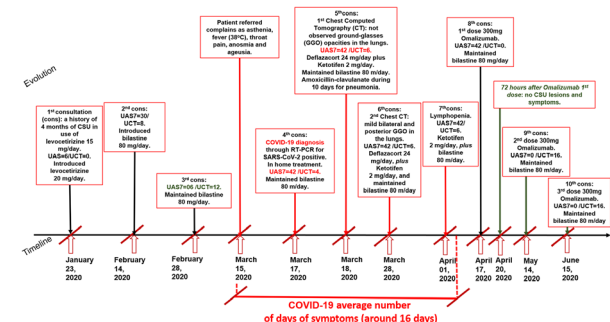 Evolution
Timeline
1st consultation
(cons): a history of
4 months of CSU in
use of
levocetirizine 15
mg/day.
UAS=6/UCT=0.
Introduced
levocetirizine
20 mg/day.
2nd cons:
UAS7=30/
UCT=8.
Introduced
bilastine
80 mg/day.
3rd cons:
UAS7=06 /UCT=12.
Maintained bilastine
80 mg/day.
Patient referred
complains as asthenia,
fever (38ºC), throat
pain, anosmia and
ageusia.
4th cons:
COVID-19 diagnosis
through RT-PCR for
SARS-CoV-2 positive.
In home treatment.
UAS7=42 /UCT=4.
Maintained bilastine
80 mg/day.
5th cons:
1st Chest Computed
Tomography (CT): not
observed ground-glasses
(GGO) opacities in the lungs.
UAS7=42 /UCT=6.
Deflazacort 24 mg/day plus
Ketotifen 2 mg/day.
Maintained bilastine 80 m/day.
Amoxicillin-clavulanate during
10 days for pneumonia.
6th cons:
2nd Chest CT:
mild bilateral and
posterior GGO in
the lungs.
UAS7=42 /UCT=6.
Deflazacort 24
mg/day, plus
Ketotifen
2 mg/day, and
maintained
bilastine 80 m/day
7th cons:
Lymphopenia.
UAS7=42/
UCT=6.
Ketotifen
2 mg/day, plus
bilastine
80 mg/day.
8th cons:
1st dose 300mg
Omalizumab.
UAS7=42 /UCT=0.
Maintained
bilastine 80 mg/day
72 hours after Omalizumab 1st
dose: no CSU lesions and
symptoms.
9th cons:
2nd dose 300mg
Omalizumab.
UAS7=0 /UCT=16.
Maintained
bilastine 80 m/day
10th cons:
3rd dose 300mg
Omalizumab.
UAS7=0 /UCT=16.
Maintained
bilastine 80 m/day
January
23,
2020
February
14,
2020
February
28, 2020
March
15, 2020
March
17,
2020
March
18,
2020
March
28,
2020
April
01,
2020
April
17, 2020
April
20,
2020
May
14,
2020
June
15,
2020
COVID-19 average number
of days of symptoms (around 16 days)